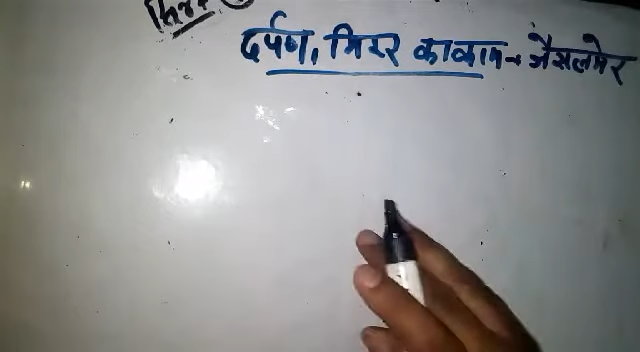 दर्पण, मिरर का काम → जैसलमेर